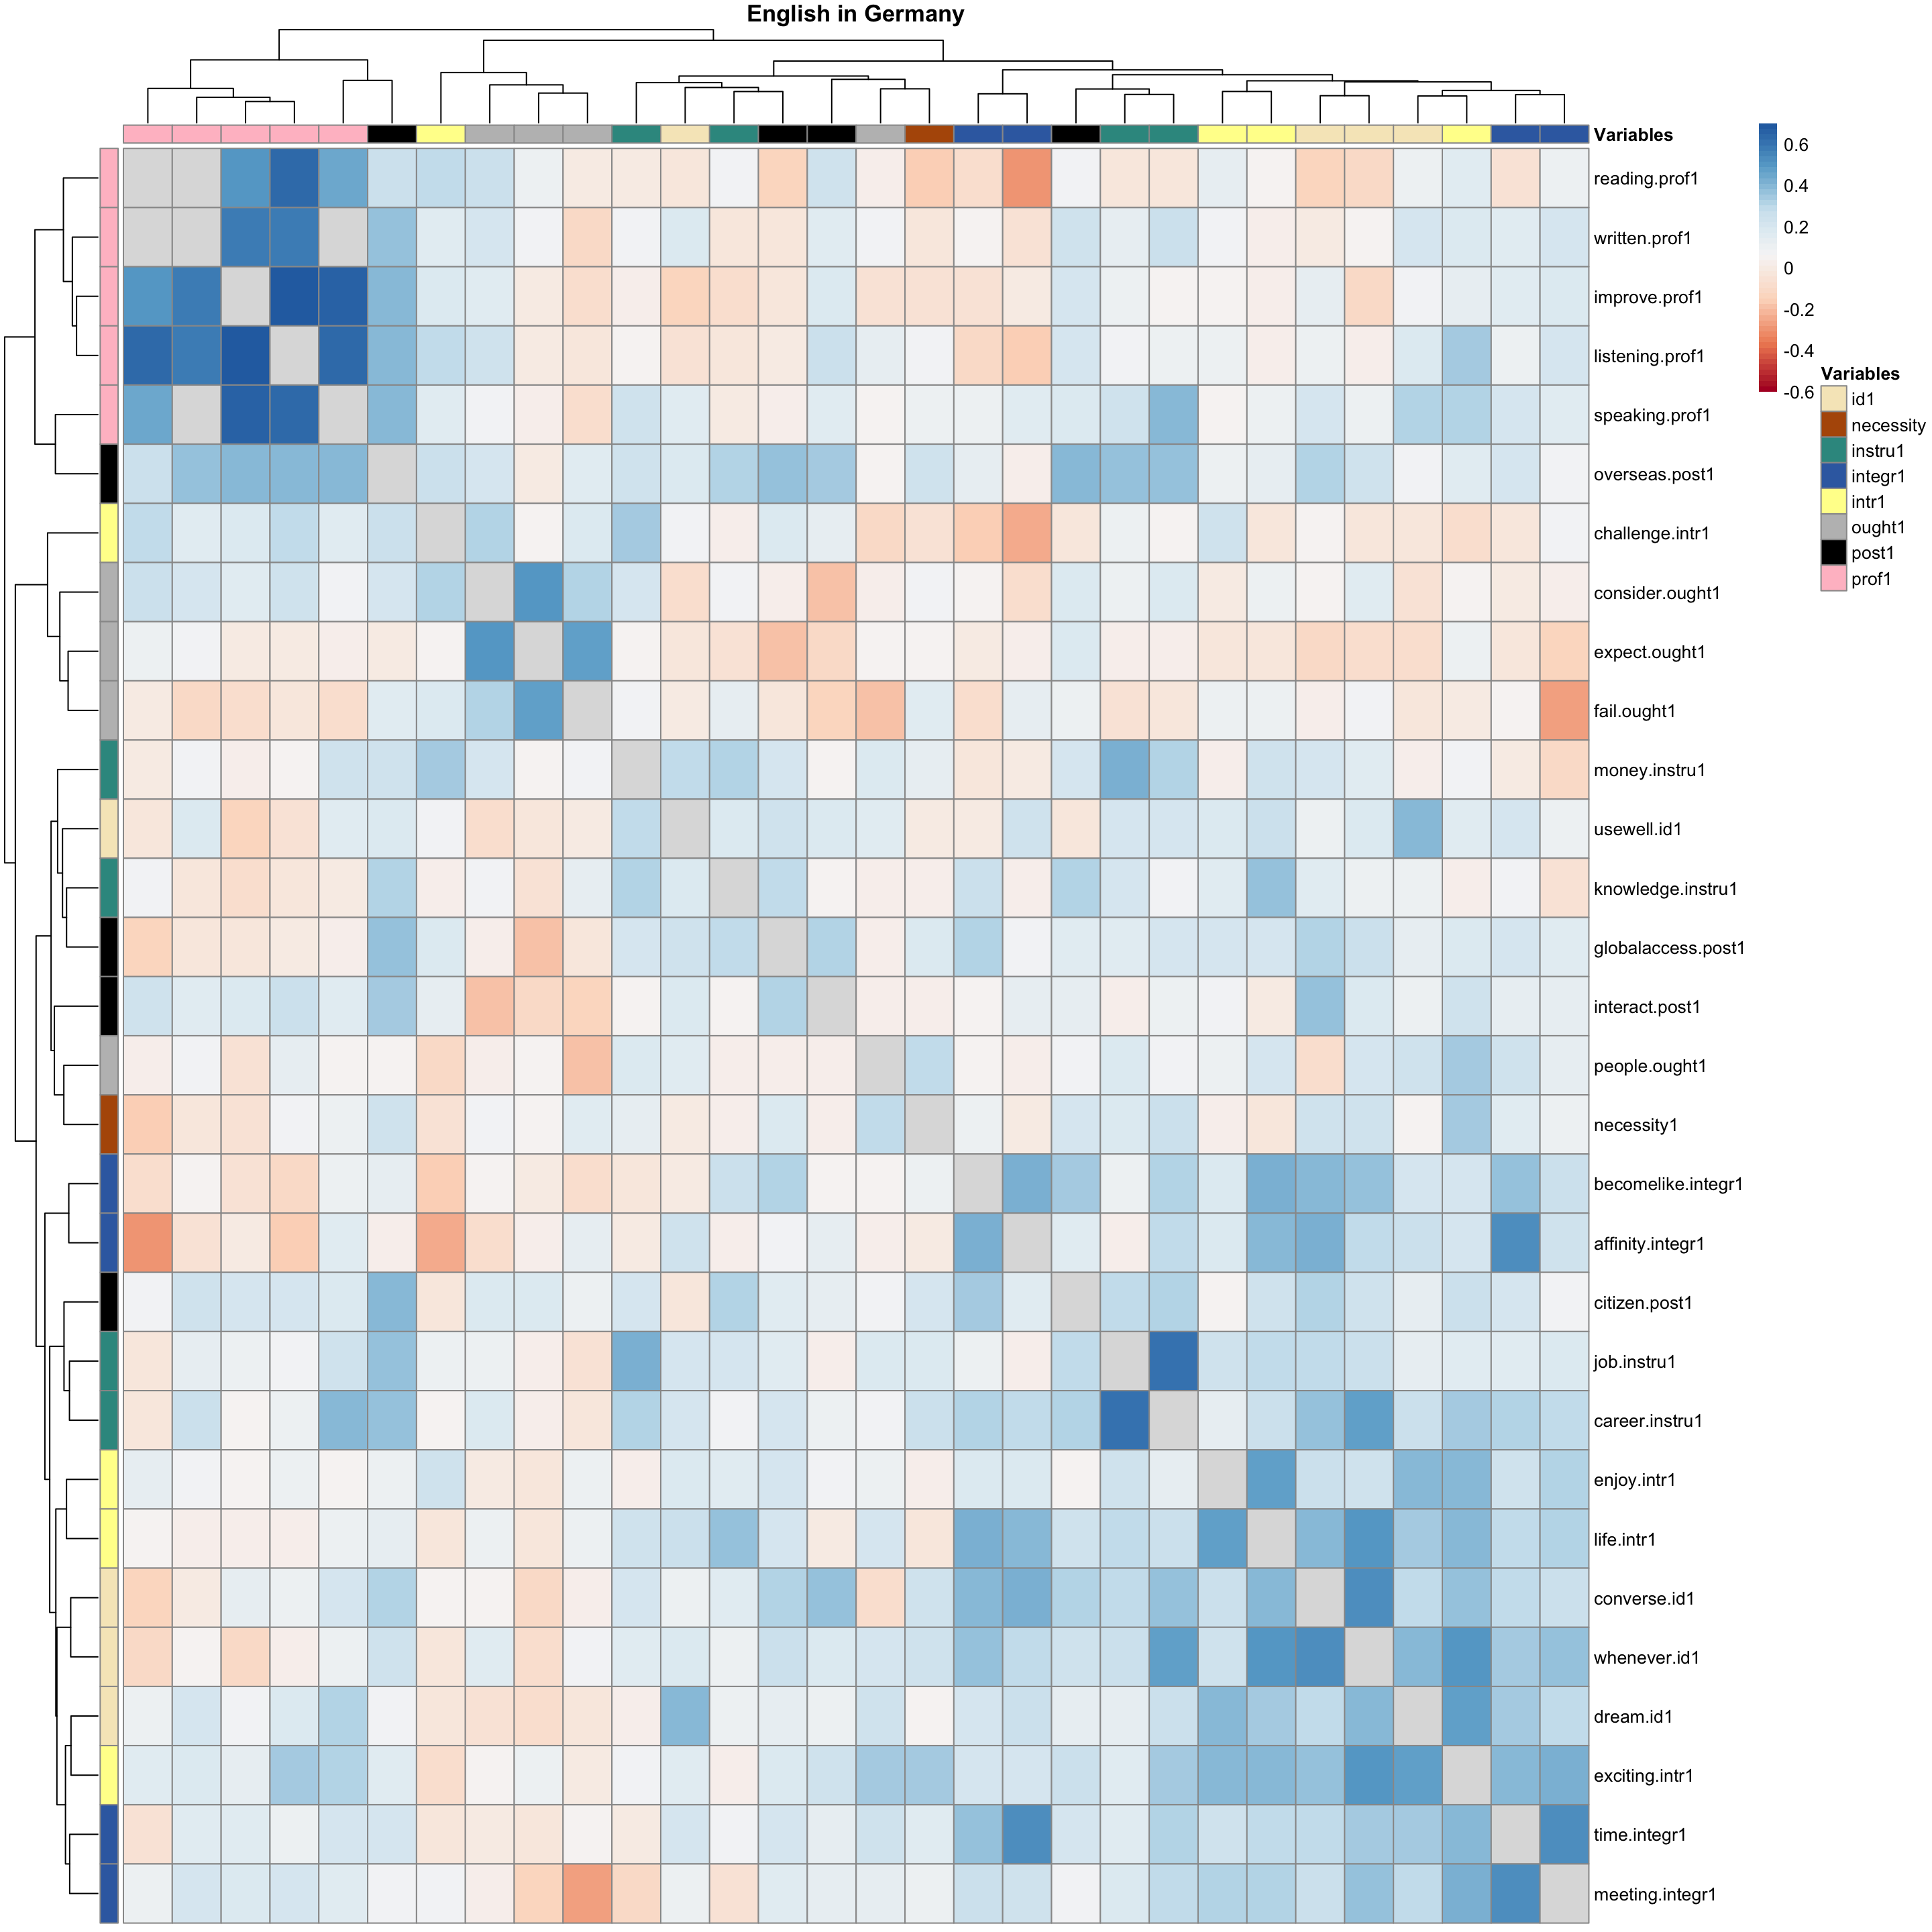 English in Germany
Variables
reading.prof1
written.prof1
improve.prof1
listening.prof1
speaking.prof1
overseas.post1
challenge.intr1
consider.ought1
expect.ought1
fail.ought1
money.instru1
usewell.id1
knowledge.instru1
globalaccess.post1
interact.post1
people.ought1
necessity1
becomelike.integr1
affinity.integr1
citizen.post1
job.instru1
career.instru1
enjoy.intr1
life.intr1
converse.id1
whenever.id1
dream.id1
exciting.intr1
time.integr1
meeting.integr1
0.6
0.4
0.2
0
-0.2
-0.4
-0.6
Variables
id1
necessity
instru1
integr1
intr1
ought1
post1
prof1